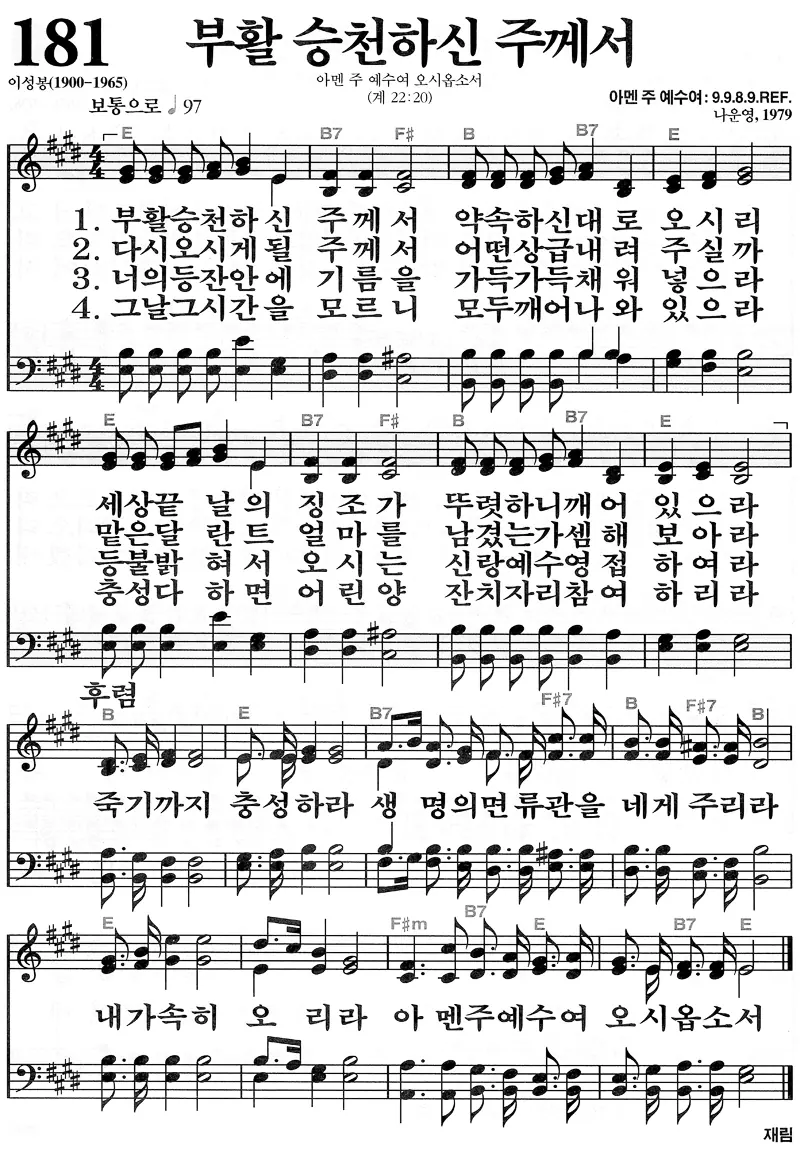 181 부활 승천하신 주께서
이성봉(1900-1965) 아멘 주 예수여 오시옵소서
(계 22:20) 아멘 주 예수여: 9.9.8.9.REF.
보통으로 ♩97 나운영, 1979
E B7 F# B B7 E
4 4
1. 부활승천하신 주께서 약속하신대로 오시리
2. 다시오시게될 주께서 어떤상급내려 주실까
3. 너의등잔안에 기름을 가득가득채워 넣으라
4. 그날그시간을 모르니 모두깨어나와 있으라
4 4
E B7 F# B B7 E
세상끝 날의 징조가 뚜렷하니깨어 있으라
맡은달 란트 얼마를 남겼는가셈해 보아라
등불밝 혀서 오시는 신랑예수영접 하여라
충성다 하면 어린양 잔치자리참여 하리라
후렴
B E B7 F#7 B F#7 B
죽기까지 충성하라 생 명의면류관을 네게 주리라
E F#m B7 E B7 E
내가속히 오 리라 아 멘주예수여 오시옵소서
재림